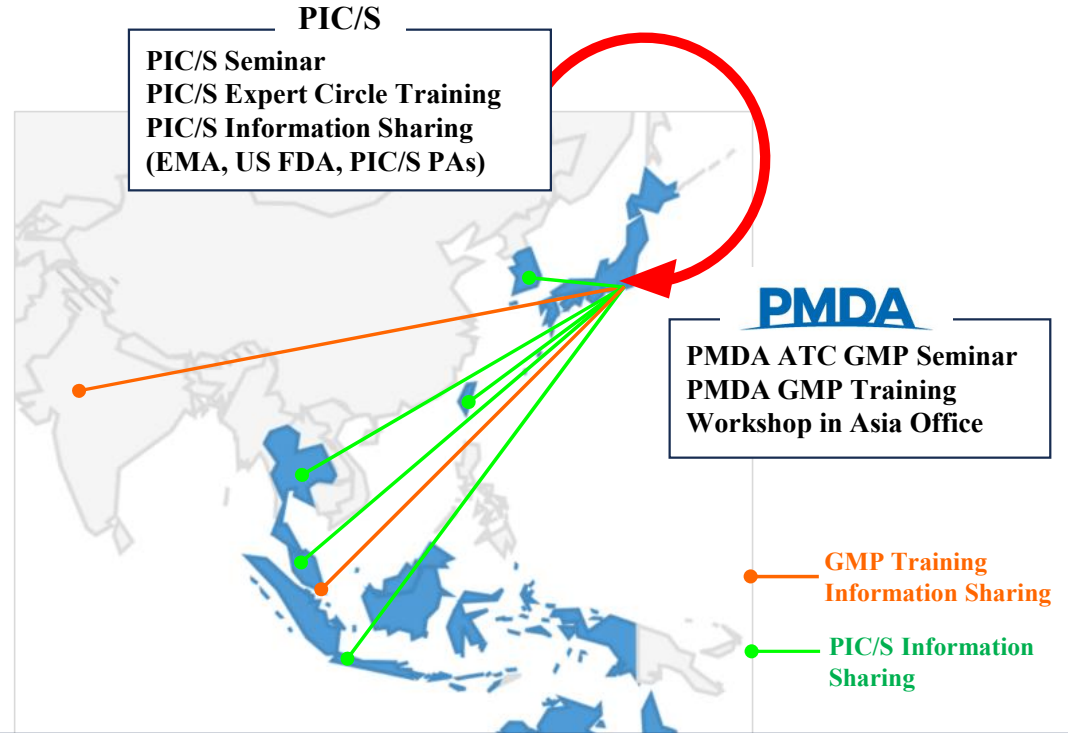 PIC/S
PIC/S Seminar
PIC/S Expert Circle Training
PIC/S Information Sharing
(EMA, US FDA, PIC/S PAs)
PMDA
PMDA ATC GMP Seminar
PMDA GMP Training
Workshop in Asia Office
GMP Training
Information Sharing
PIC/S Information
Sharing